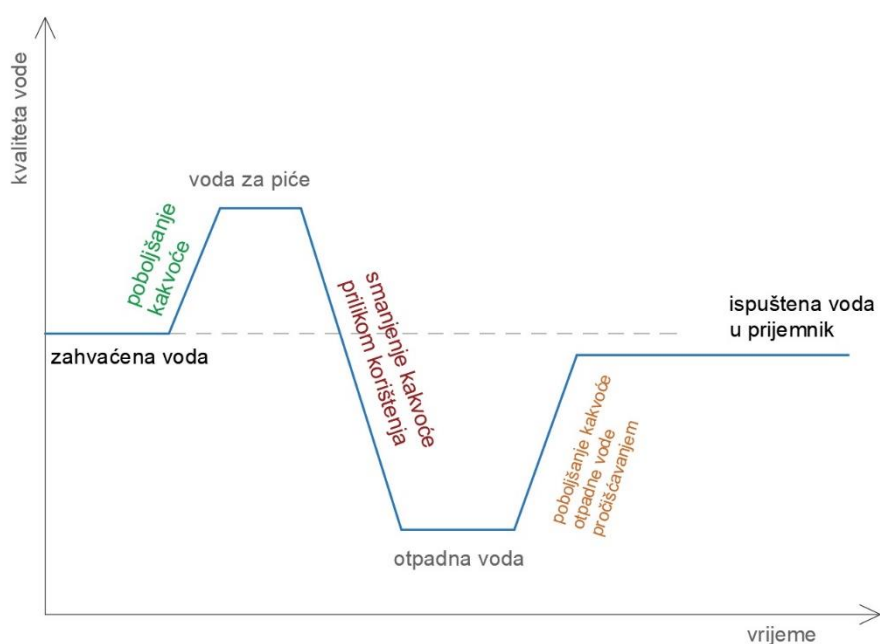 kvaliteta vode
voda za piće
poboljšanje
kakvoće
smanjenje kakvoće
prilikom korištenja
zahvaćena voda
ispuštena voda
u prijemnik
poboljšanje kakvoće
otpadne vode
pročišćavanjem
otpadna voda
vrijeme